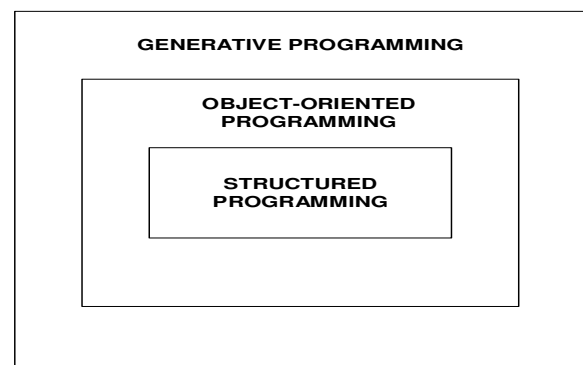 GENERATIVE PROGRAMMING
OBJECT-ORIENTED
PROGRAMMING
STRUCTURED
PROGRAMMING